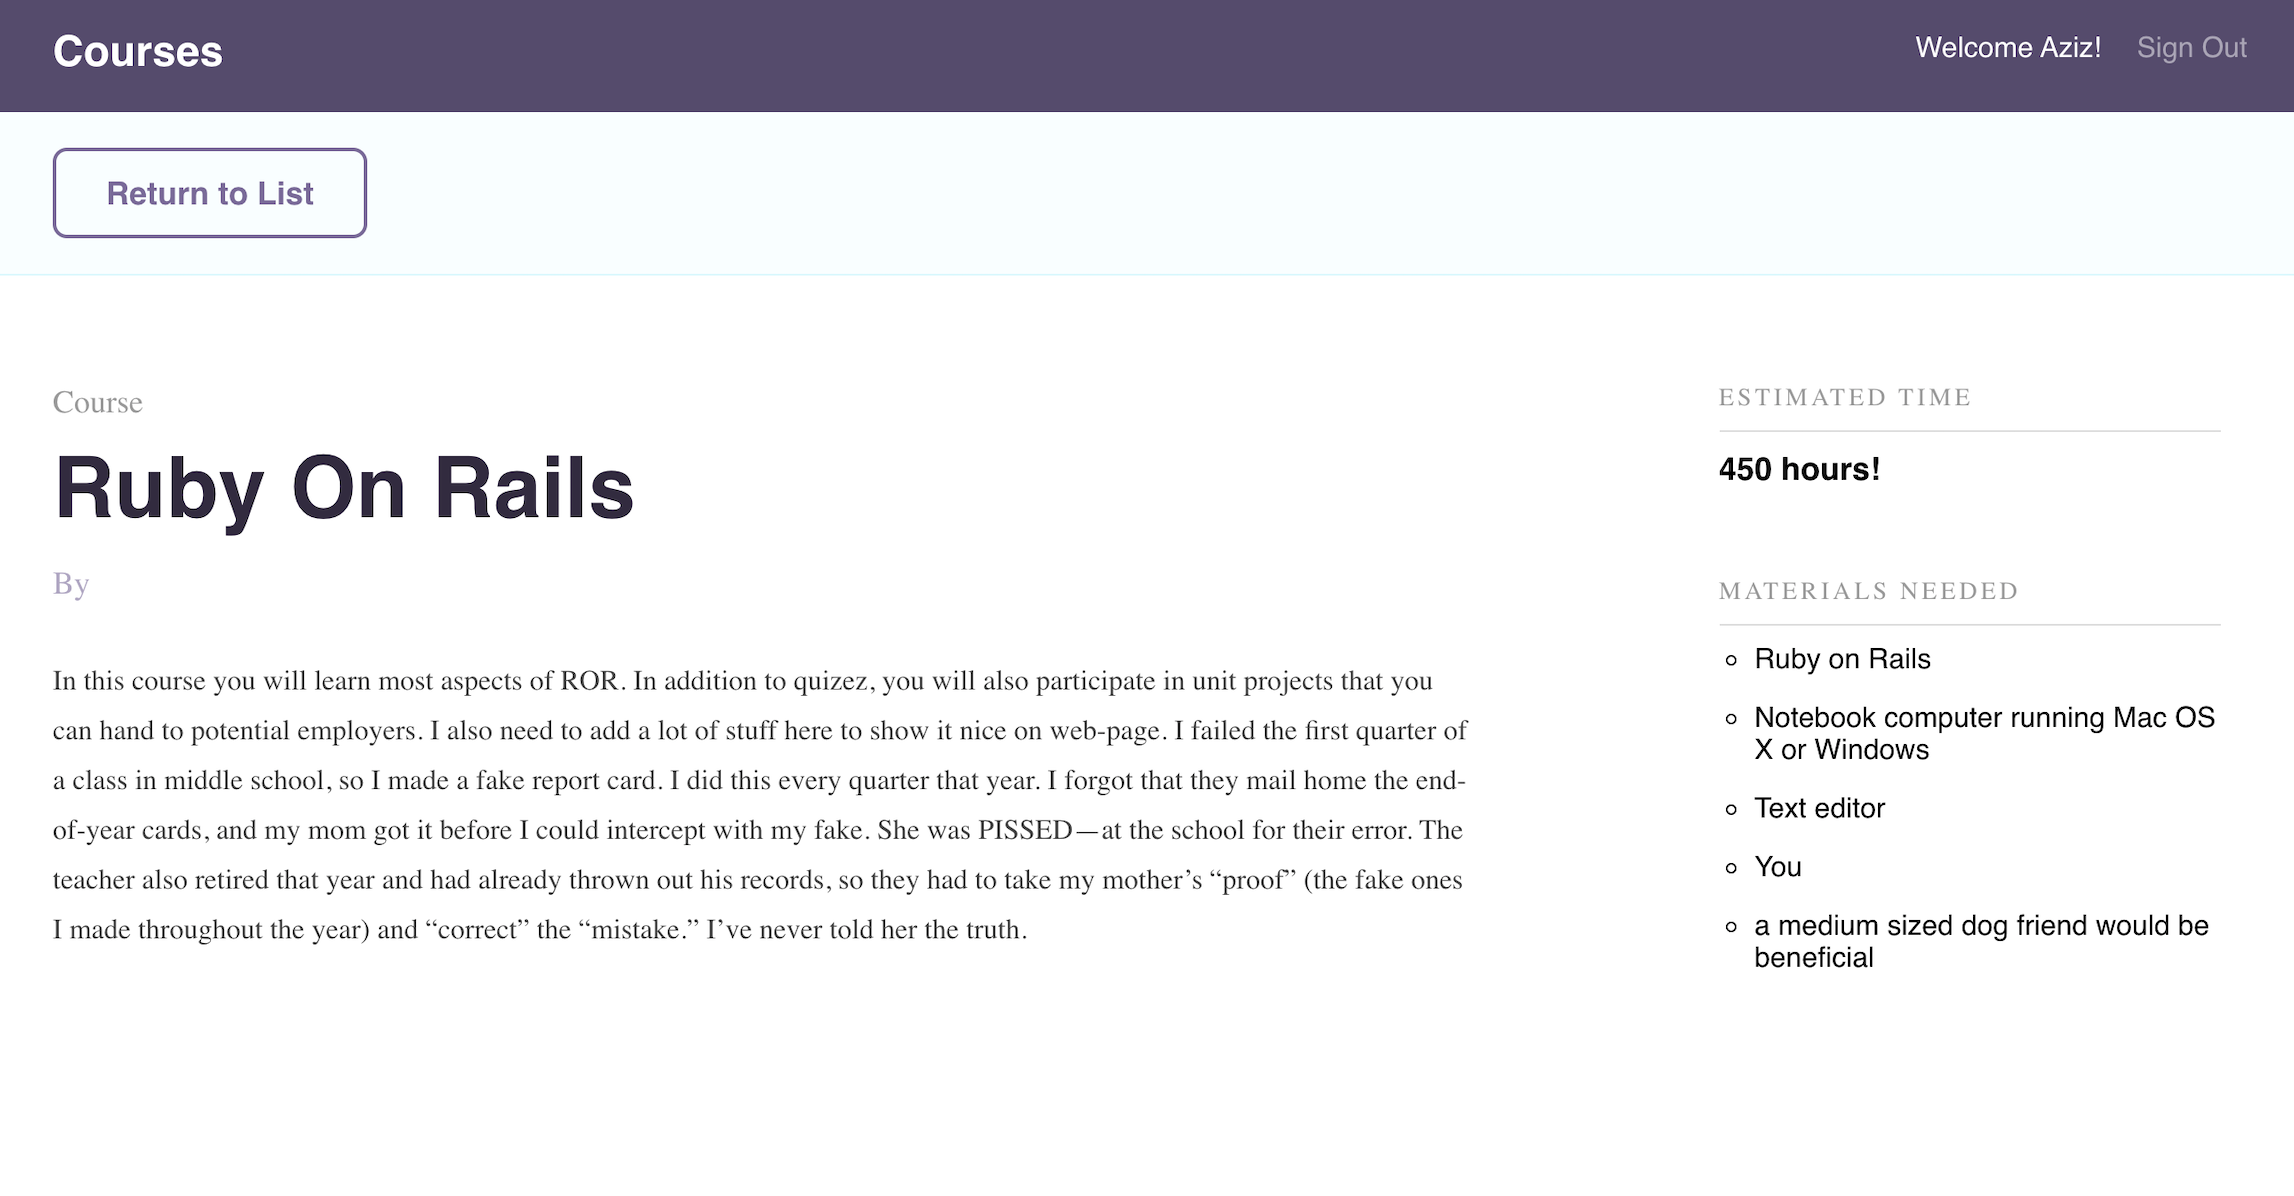 Courses
Welcome Aziz! Sign Out
Return to List
Course
Ruby On Rails
By
In this course you will learn most aspects of ROR. In addition to quizez, you will also participate in unit projects that you
can hand to potential employers. I also need to add a lot of stuff here to show it nice on web-page. I failed the first quarter of
a class in middle school, so I made a fake report card. I did this every quarter that year. I forgot that they mail home the end-
of-year cards, and my mom got it before I could intercept with my fake. She was PISSED—at the school for their error. The
teacher also retired that year and had already thrown out his records, so they had to take my mother’s “proof” (the fake ones
I made throughout the year) and “correct” the “mistake.” I’ve never told her the truth.
ESTIMATED TIME
450 hours!
MATERIALS NEEDED
Ruby on Rails
Notebook computer running Mac OS
X or Windows
Text editor
You
a medium sized dog friend would be
beneficial